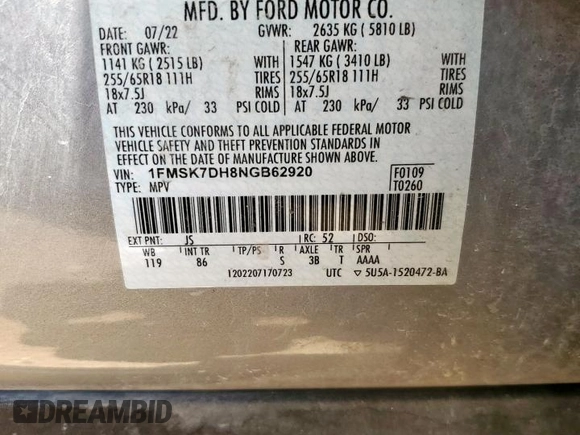 MFD. BY FORD MOTOR CO.
DATE: 07/22 GVWR: 2635 KG ( 5810 LB)
FRONT GAWR: REAR GAWR:
1141 KG ( 2515 LB) WITH 1547 KG ( 3410 LB) WITH
255/65R18 111H TIRES 255/65R18 111H TIRES
18x7.5J RIMS 18x7.5J RIMS
AT 230 kPa/ 33 PSI COLD AT 230 kPa/ 33 PSI COLD
THIS VEHICLE CONFORMS TO ALL APPLICABLE FEDERAL MOTOR
VEHICLE SAFETY AND THEFT PREVENTION STANDARDS IN
EFFECT ON THE DATE OF MANUFACTURE SHOWN ABOVE.
VIN: 1FMSK7DH8NGB62920 F0109
TYPE: MPV T0260
EXT PNT: JS RC: 52 DSO:
WB INT TR TP/PS R AXLE TR SPR
119 86 S 3B T AAAA
1202207170723 UTC ▽ 5U5A-1520472-BA
DREAMBID